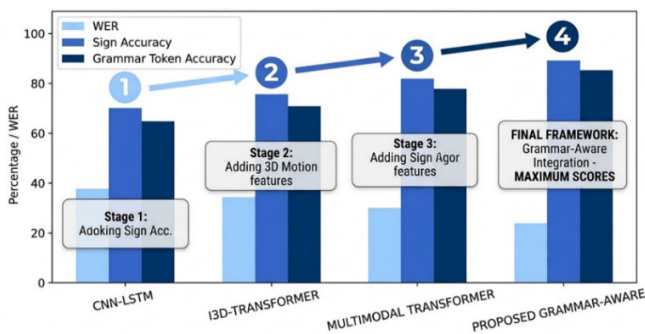 100
80
60
40
20
0
Percentage / WER
WER
Sign Accuracy
Grammar Token Accuracy
1
2
3
4
Stage 1:
Adoking Sign Acc.
Stage 2:
Adding 3D Motion
features
Stage 3:
Adding Sign Agor
features
FINAL FRAMEWORK:
Grammar-Aware
Integration -
MAXIMUM SCORES
CNN-LSTM
I3D-TRANSFORMER
MULTIMODAL TRANSFORMER
PROPOSED GRAMMAR-AWARE